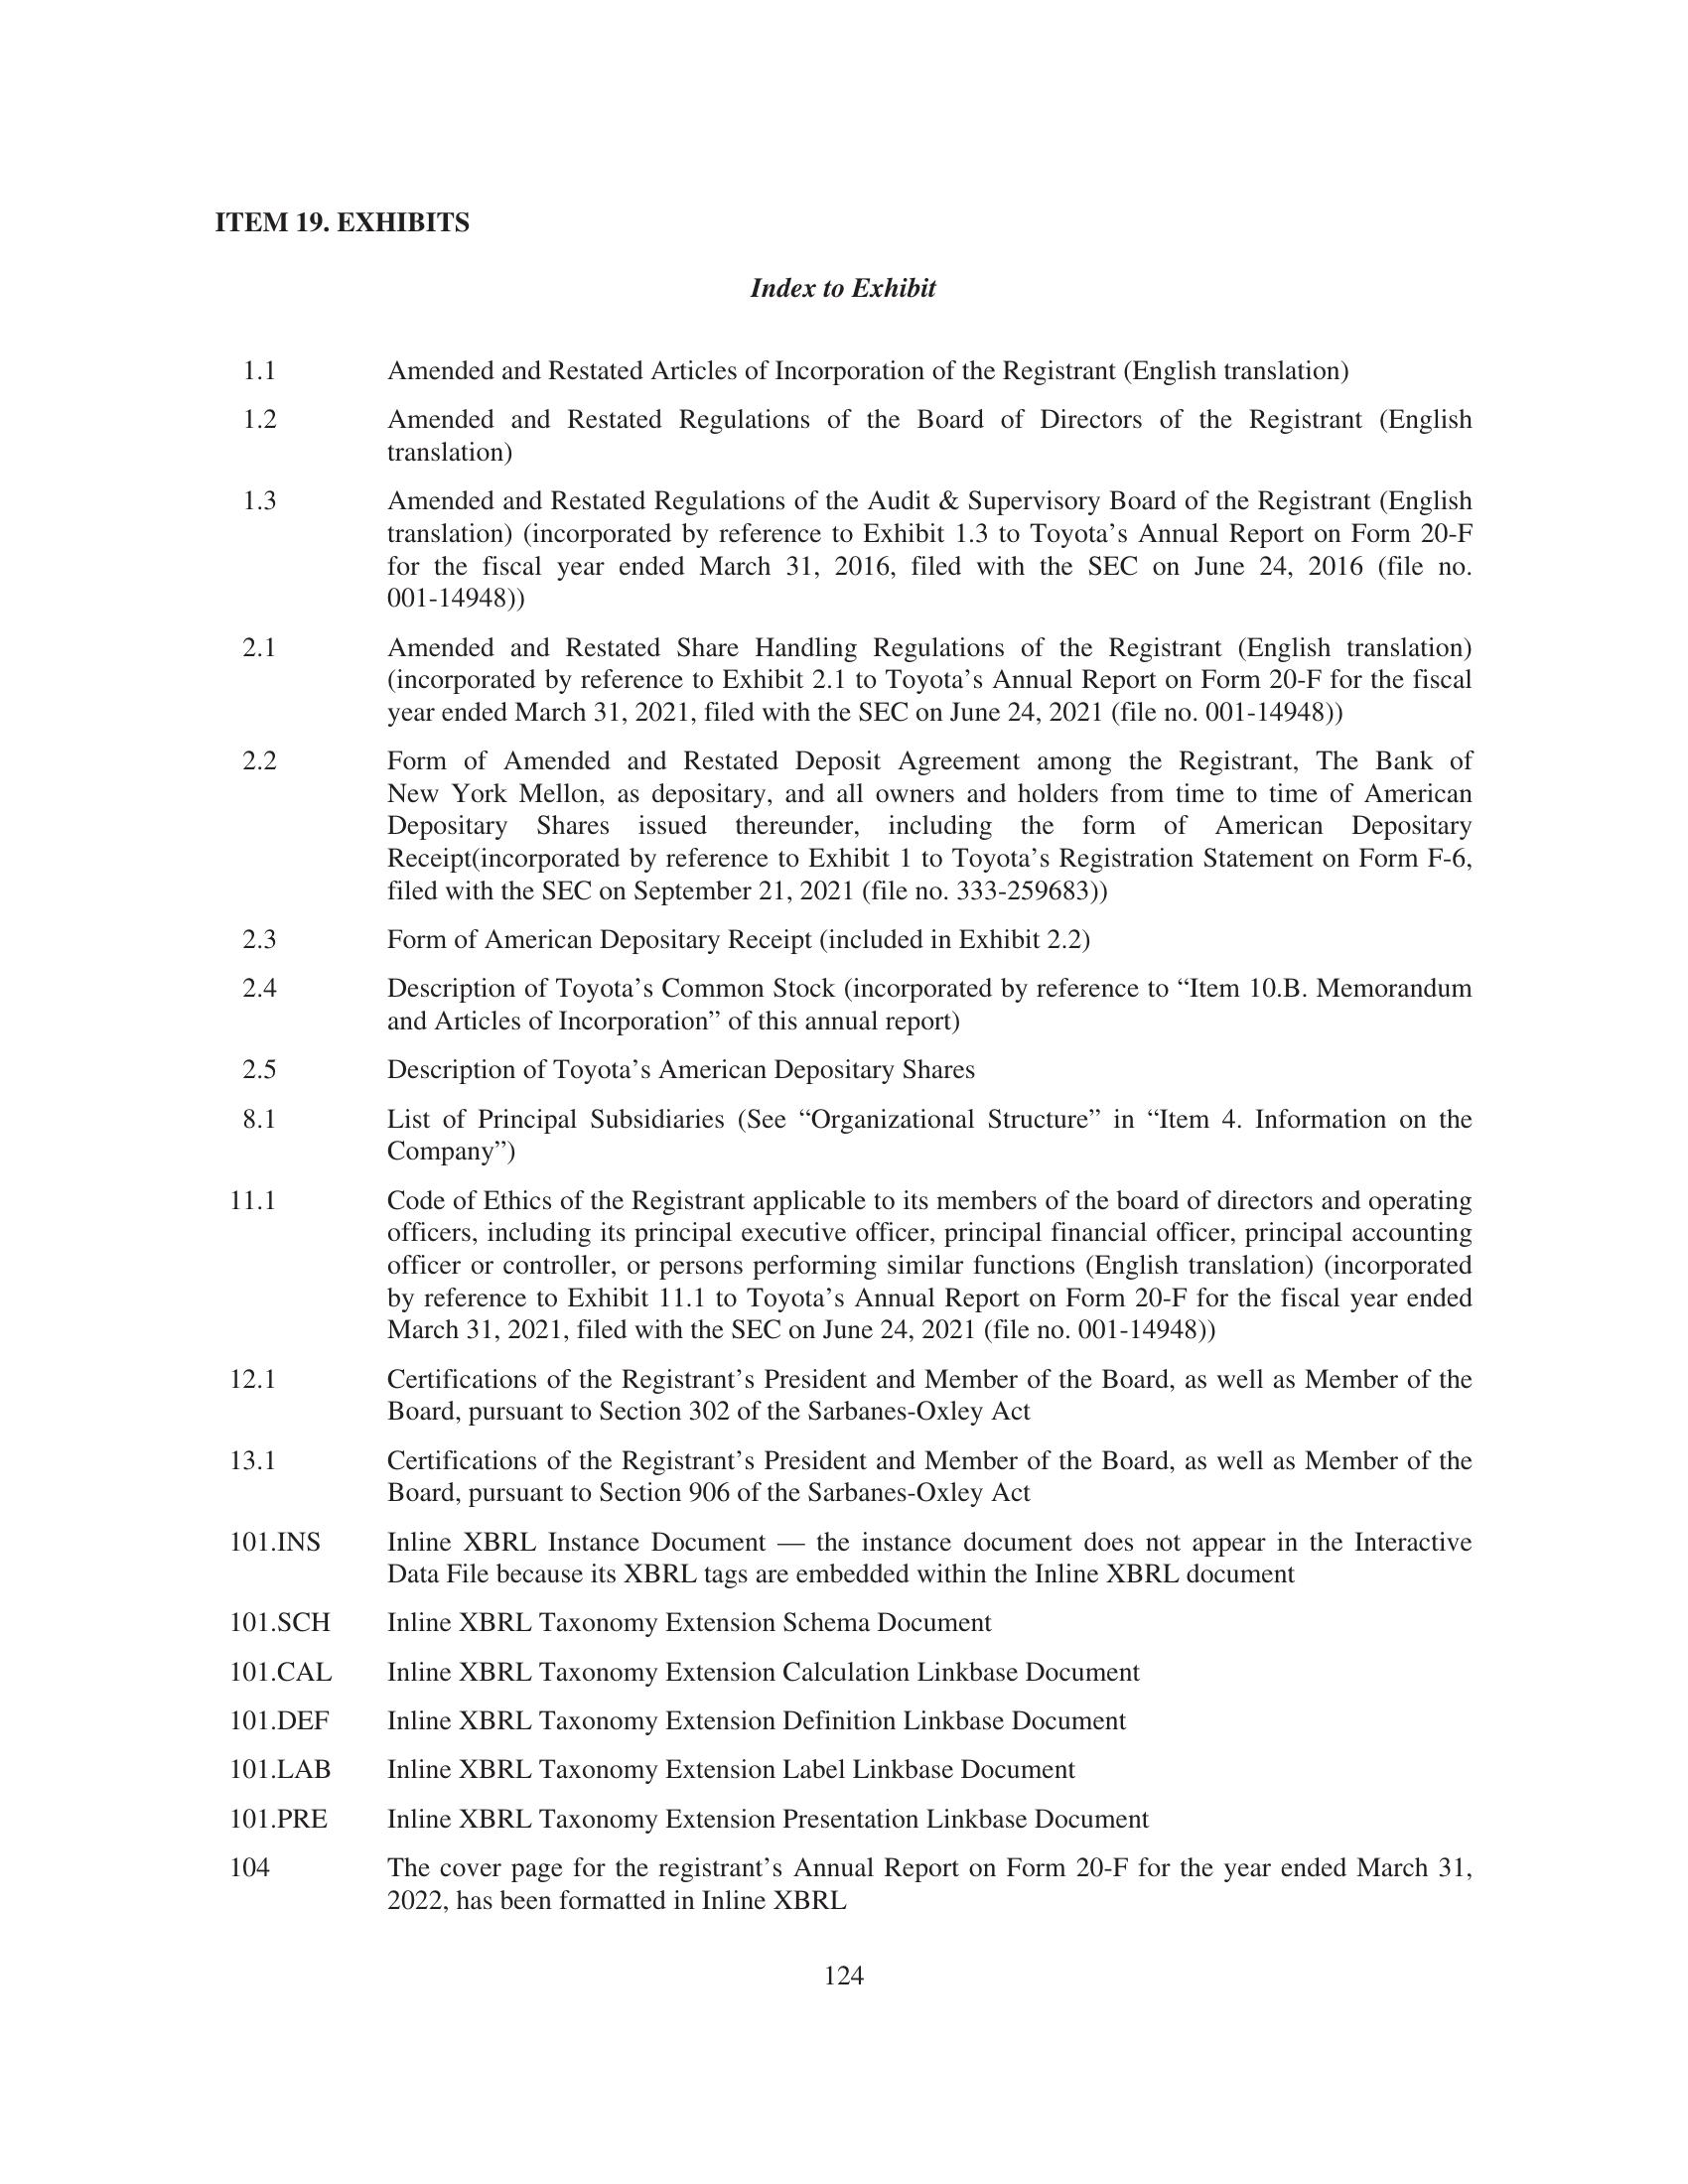 ITEM 19. EXHIBITS
Index to Exhibit
1.1 Amended and Restated Articles of Incorporation of the Registrant (English translation)
1.2 Amended and Restated Regulations of the Board of Directors of the Registrant (English
translation)
1.3 Amended and Restated Regulations of the Audit & Supervisory Board of the Registrant (English
translation) (incorporated by reference to Exhibit 1.3 to Toyota’s Annual Report on Form 20-F
for the fiscal year ended March 31, 2016, filed with the SEC on June 24, 2016 (file no.
001-14948))
2.1 Amended and Restated Share Handling Regulations of the Registrant (English translation)
(incorporated by reference to Exhibit 2.1 to Toyota’s Annual Report on Form 20-F for the fiscal
year ended March 31, 2021, filed with the SEC on June 24, 2021 (file no. 001-14948))
2.2 Form of Amended and Restated Deposit Agreement among the Registrant, The Bank of
New York Mellon, as depositary, and all owners and holders from time to time of American
Depositary Shares issued thereunder, including the form of American Depositary
Receipt(incorporated by reference to Exhibit 1 to Toyota’s Registration Statement on Form F-6,
filed with the SEC on September 21, 2021 (file no. 333-259683))
2.3 Form of American Depositary Receipt (included in Exhibit 2.2)
2.4 Description of Toyota’s Common Stock (incorporated by reference to “Item 10.B. Memorandum
and Articles of Incorporation” of this annual report)
2.5 Description of Toyota’s American Depositary Shares
8.1 List of Principal Subsidiaries (See “Organizational Structure” in “Item 4. Information on the
Company”)
11.1 Code of Ethics of the Registrant applicable to its members of the board of directors and operating
officers, including its principal executive officer, principal financial officer, principal accounting
officer or controller, or persons performing similar functions (English translation) (incorporated
by reference to Exhibit 11.1 to Toyota’s Annual Report on Form 20-F for the fiscal year ended
March 31, 2021, filed with the SEC on June 24, 2021 (file no. 001-14948))
12.1 Certifications of the Registrant’s President and Member of the Board, as well as Member of the
Board, pursuant to Section 302 of the Sarbanes-Oxley Act
13.1 Certifications of the Registrant’s President and Member of the Board, as well as Member of the
Board, pursuant to Section 906 of the Sarbanes-Oxley Act
101.INS Inline XBRL Instance Document — the instance document does not appear in the Interactive
Data File because its XBRL tags are embedded within the Inline XBRL document
101.SCH Inline XBRL Taxonomy Extension Schema Document
101.CAL Inline XBRL Taxonomy Extension Calculation Linkbase Document
101.DEF Inline XBRL Taxonomy Extension Definition Linkbase Document
101.LAB Inline XBRL Taxonomy Extension Label Linkbase Document
101.PRE Inline XBRL Taxonomy Extension Presentation Linkbase Document
104 The cover page for the registrant’s Annual Report on Form 20-F for the year ended March 31,
2022, has been formatted in Inline XBRL
124